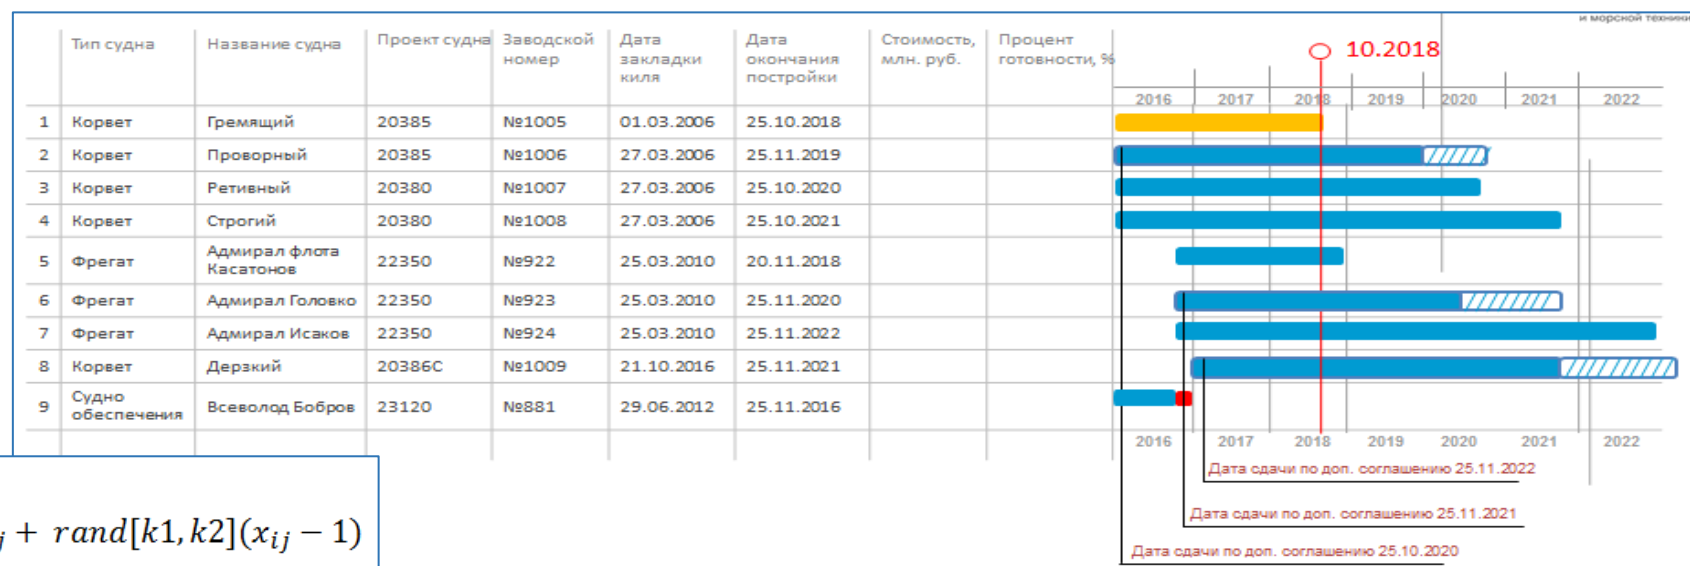 и морской техники
Тип судна Название судна Проект судна Заводской номер Дата закладки киля Дата окончания постройки Стоимость, млн. руб. Процент готовности, %
10.2018
2016 2017 2018 2019 2020 2021 2022
1 Корвет Гремящий 20385 №1005 01.03.2006 25.10.2018
2 Корвет Проворный 20385 №1006 27.03.2006 25.11.2019
3 Корвет Ретивный 20380 №1007 27.03.2006 25.10.2020
4 Корвет Строгий 20380 №1008 27.03.2006 25.10.2021
5 Фрегат Адмирал флота Касатонов 22350 №922 25.03.2010 20.11.2018
6 Фрегат Адмирал Головко 22350 №923 25.03.2010 25.11.2020
7 Фрегат Адмирал Исаков 22350 №924 25.03.2010 25.11.2022
8 Корвет Дерзкий 20386С №1009 21.10.2016 25.11.2021
9 Судно обеспечения Всеволод Бобров 23120 №881 29.06.2012 25.11.2016
2016 2017 2018 2019 2020 2021 2022
Дата сдачи по доп. соглашению 25.11.2022
Дата сдачи по доп. соглашению 25.11.2021
Дата сдачи по доп. соглашению 25.10.2020
j + rand[k1, k2](x_ij − 1)